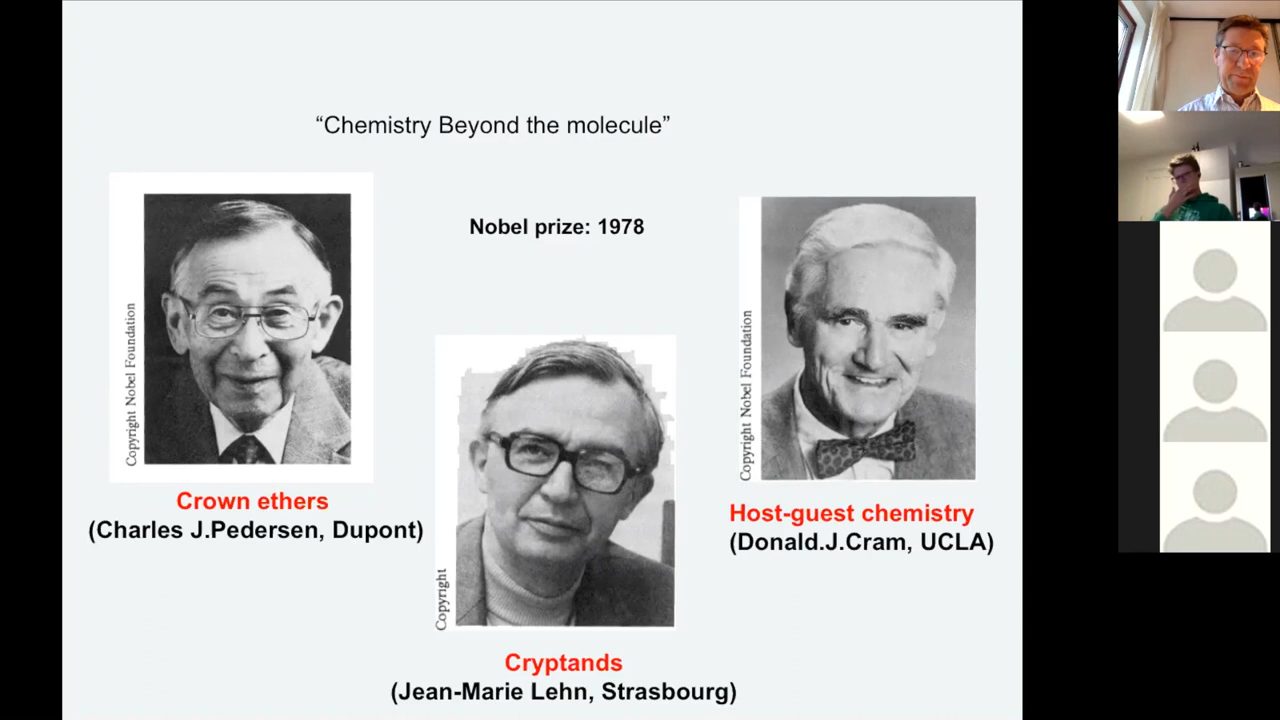 “Chemistry Beyond the molecule”
Nobel prize: 1978
Copyright Nobel Foundation
Crown ethers
(Charles J.Pedersen, Dupont)
Copyright
Cryptands
(Jean-Marie Lehn, Strasbourg)
Copyright Nobel Foundation
Host-guest chemistry
(Donald.J.Cram, UCLA)